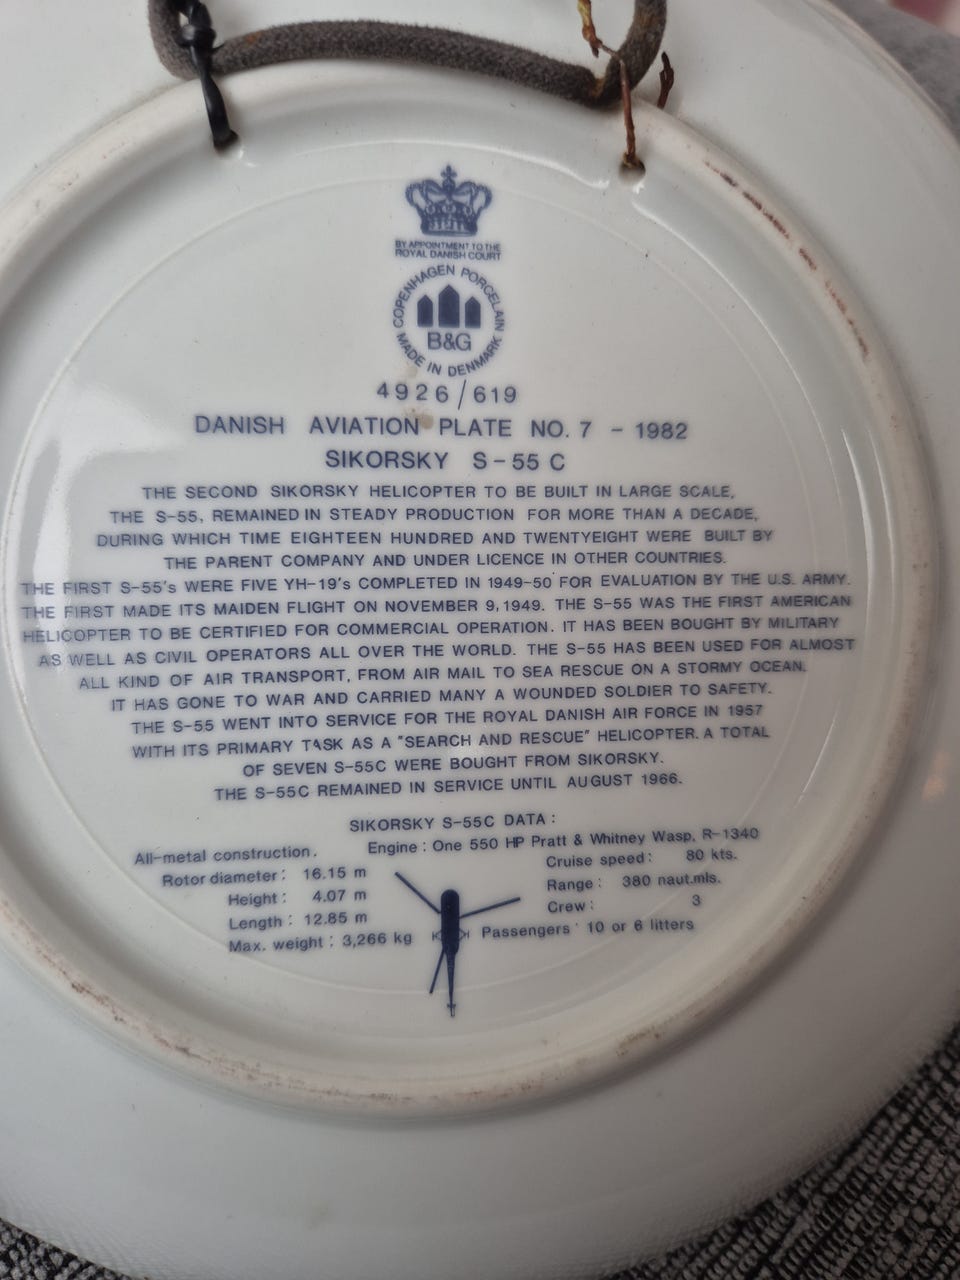 BY APPOINTMENT TO THE
ROYAL DANISH COURT
COPENHAGEN PORCELAIN
B&G
MADE IN DENMARK
4926/619
DANISH AVIATION PLATE NO. 7 - 1982
SIKORSKY S-55 C
THE SECOND SIKORSKY HELICOPTER TO BE BUILT IN LARGE SCALE,
THE S-55, REMAINED IN STEADY PRODUCTION FOR MORE THAN A DECADE,
DURING WHICH TIME EIGHTEEN HUNDRED AND TWENTYEIGHT WERE BUILT BY
THE PARENT COMPANY AND UNDER LICENCE IN OTHER COUNTRIES.
THE FIRST S-55's WERE FIVE YH-19's COMPLETED IN 1949-50 FOR EVALUATION BY THE U.S. ARMY.
THE FIRST MADE ITS MAIDEN FLIGHT ON NOVEMBER 9,1949. THE S-55 WAS THE FIRST AMERICAN
HELICOPTER TO BE CERTIFIED FOR COMMERCIAL OPERATION. IT HAS BEEN BOUGHT BY MILITARY
AS WELL AS CIVIL OPERATORS ALL OVER THE WORLD. THE S-55 HAS BEEN USED FOR ALMOST
ALL KIND OF AIR TRANSPORT, FROM AIR MAIL TO SEA RESCUE ON A STORMY OCEAN.
IT HAS GONE TO WAR AND CARRIED MANY A WOUNDED SOLDIER TO SAFETY.
THE S-55 WENT INTO SERVICE FOR THE ROYAL DANISH AIR FORCE IN 1957
WITH ITS PRIMARY TASK AS A "SEARCH AND RESCUE" HELICOPTER. A TOTAL
OF SEVEN S-55C WERE BOUGHT FROM SIKORSKY.
THE S-55C REMAINED IN SERVICE UNTIL AUGUST 1966.
SIKORSKY S-55C DATA:
All-metal construction. Engine: One 550 HP Pratt & Whitney Wasp, R-1340
Rotor diameter: 16.15 m
Height: 4.07 m
Length: 12.85 m
Max. weight: 3,266 kg
Cruise speed: 80 kts.
Range: 380 naut.mls.
Crew: 3
Passengers: 10 or 6 litters